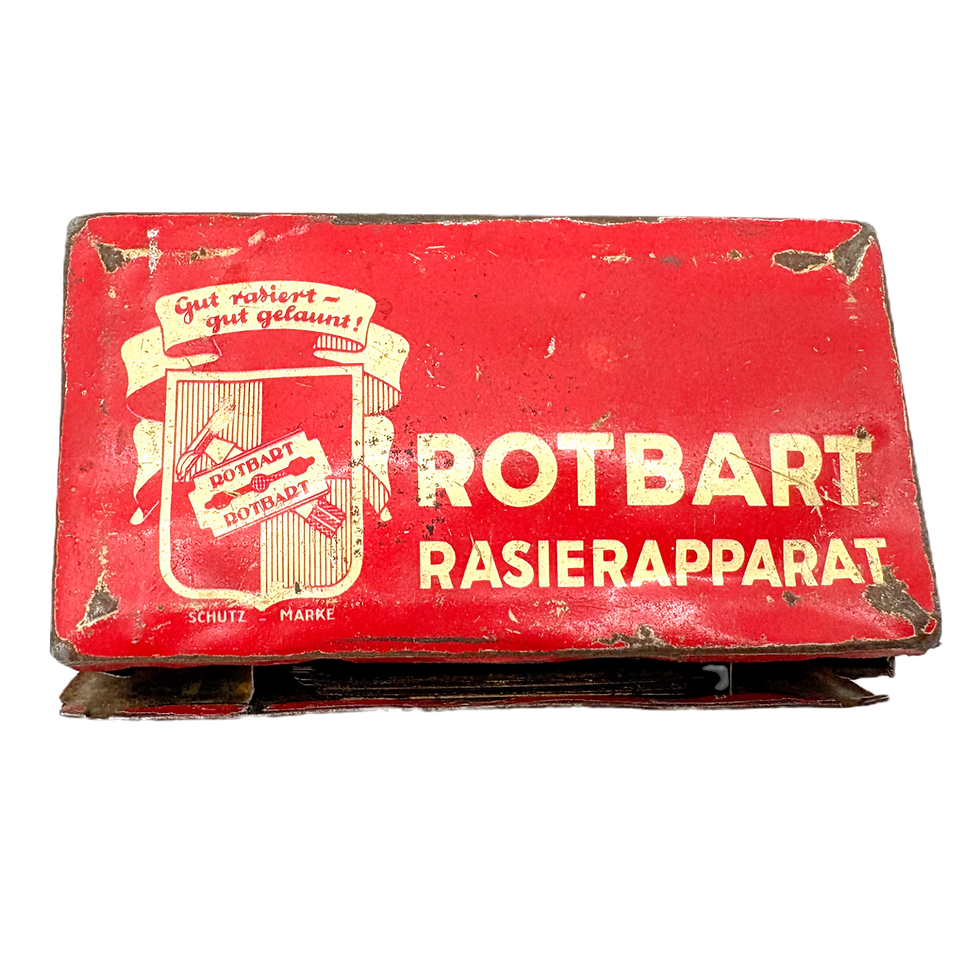 Gut rasiert –
gut gelaunt!
ROTBART
ROTBART
SCHUTZ - MARKE
ROTBART
RASIERAPPARAT